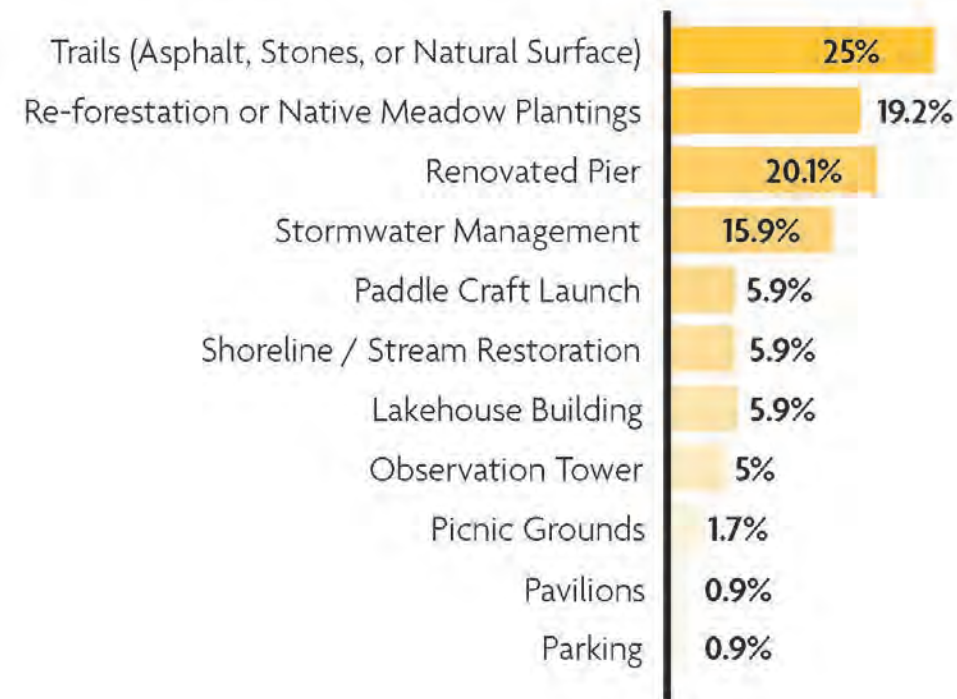 Trails (Asphalt, Stones, or Natural Surface) 25%
Re-forestation or Native Meadow Plantings 19.2%
Renovated Pier 20.1%
Stormwater Management 15.9%
Paddle Craft Launch 5.9%
Shoreline / Stream Restoration 5.9%
Lakehouse Building 5.9%
Observation Tower 5%
Picnic Grounds 1.7%
Pavilions 0.9%
Parking 0.9%